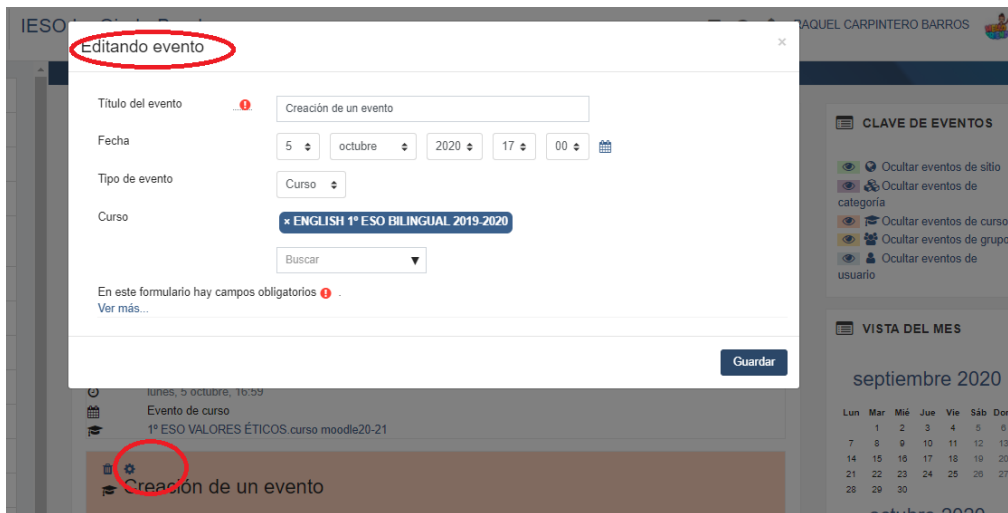 IESO
RAQUEL CARPINTERO BARROS
Editando evento
×
Título del evento
Creación de un evento
Fecha
5 octubre 2020 17 00
Tipo de evento
Curso
Curso
× ENGLISH 1º ESO BILINGUAL 2019-2020
Buscar
En este formulario hay campos obligatorios .
Ver más...
Guardar
lunes, 5 octubre, 16:59
Evento de curso
1º ESO VALORES ÉTICOS.curso moodle20-21
Creación de un evento
CLAVE DE EVENTOS
Ocultar eventos de sitio
Ocultar eventos de
categoría
Ocultar eventos de curso
Ocultar eventos de grupo
Ocultar eventos de
usuario
VISTA DEL MES
septiembre 2020
Lun Mar Mié Jue Vie Sáb Dom
1 2 3 4 5 6
7 8 9 10 11 12 13
14 15 16 17 18 19 20
21 22 23 24 25 26 27
28 29 30
octubre 2020